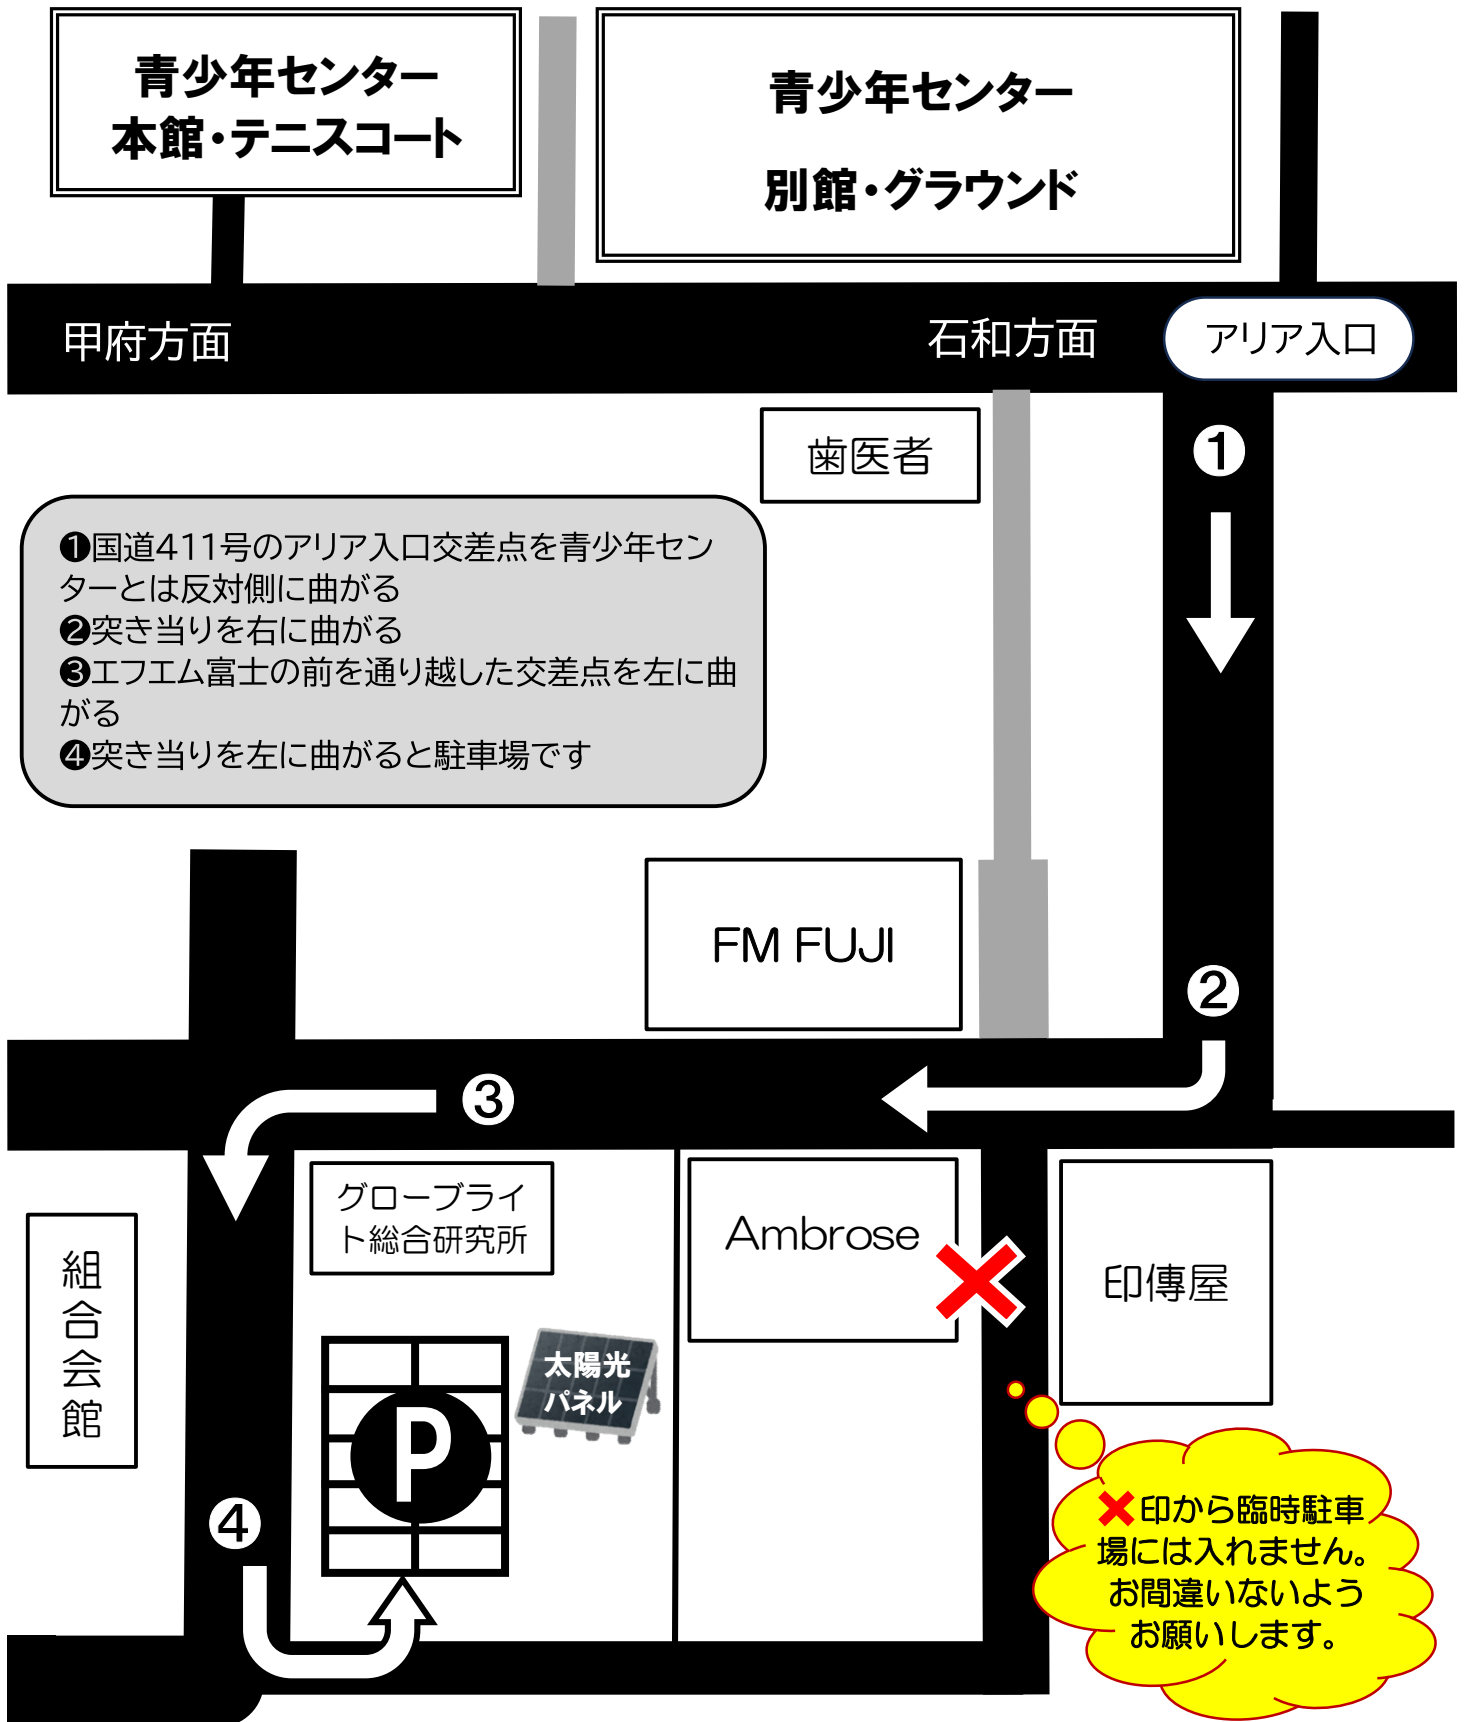 青少年センター
本館・テニスコート
青少年センター
別館・グラウンド
甲府方面
石和方面
アリア入口
歯医者
❶
❶国道411号のアリア入口交差点を青少年セン
ターとは反対側に曲がる
❷突き当りを右に曲がる
❸エフエム富士の前を通り越した交差点を左に曲
がる
❹突き当りを左に曲がると駐車場です
FM FUJI
❷
❸
グローブライ
ト総合研究所
Ambrose
印傳屋
組合会館
太陽光
パネル
P
❹
❌印から臨時駐車
場には入れません。
お間違いないよう
お願いします。